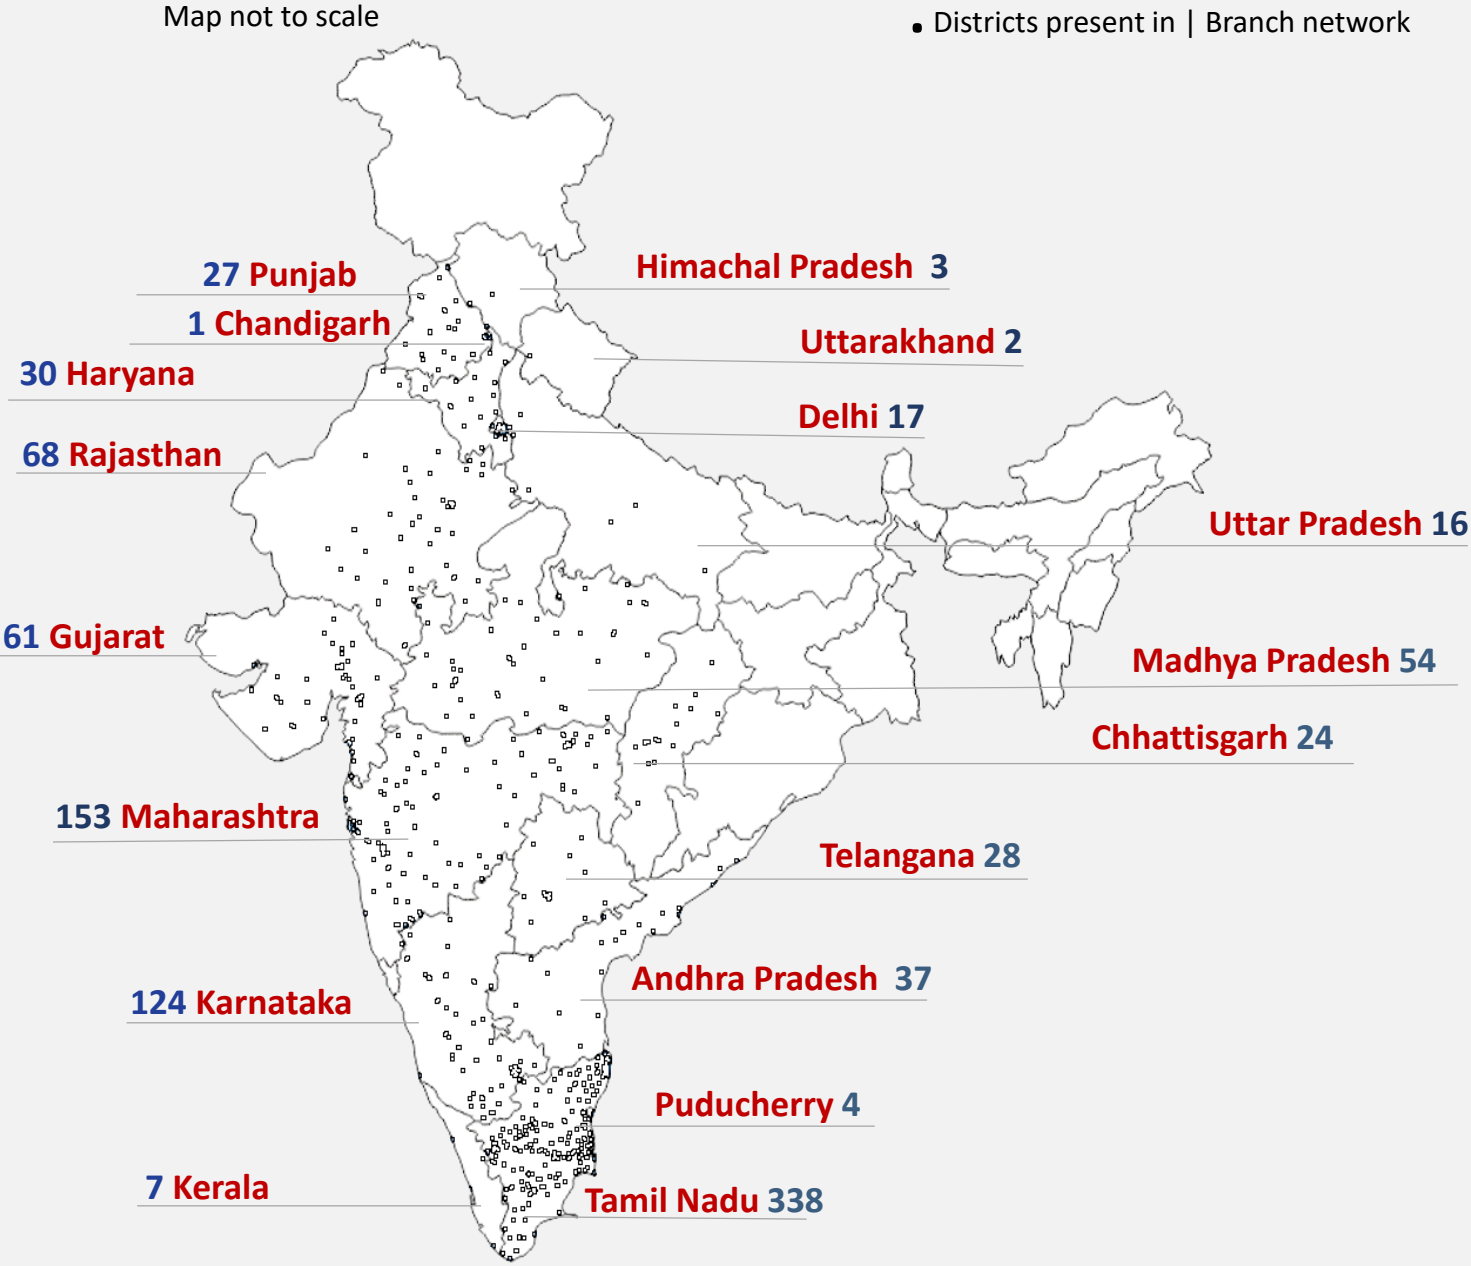 Map not to scale
. Districts present in | Branch network
27 Punjab
Himachal Pradesh 3
1 Chandigarh
Uttarakhand 2
30 Haryana
Delhi 17
68 Rajasthan
Uttar Pradesh 16
61 Gujarat
Madhya Pradesh 54
Chhattisgarh 24
153 Maharashtra
Telangana 28
Andhra Pradesh 37
124 Karnataka
Puducherry 4
7 Kerala
Tamil Nadu 338